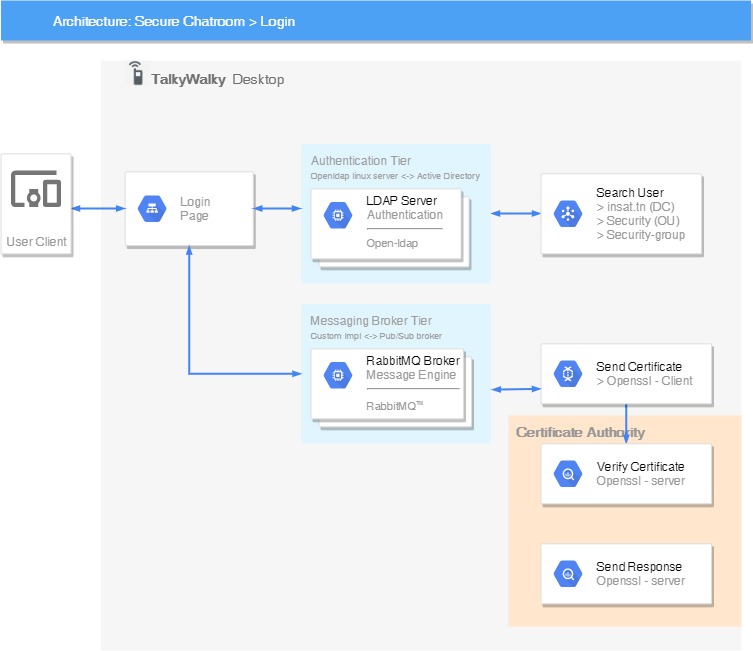 Architecture: Secure Chatroom > Login
TalkyWalky Desktop
User Client
Login
Page
Authentication Tier
Openldap linux server <-> Active Directory
LDAP Server
Authentication
Open-ldap
Search User
> insat.tn (DC)
> Security (OU)
> Security-group
Messaging Broker Tier
Custom Impl <-> Pub/Sub broker
RabbitMQ Broker
Message Engine
RabbitMQ™
Send Certificate
> Openssl - Client
Certificate Authority
Verify Certificate
Openssl - server
Send Response
Openssl - server